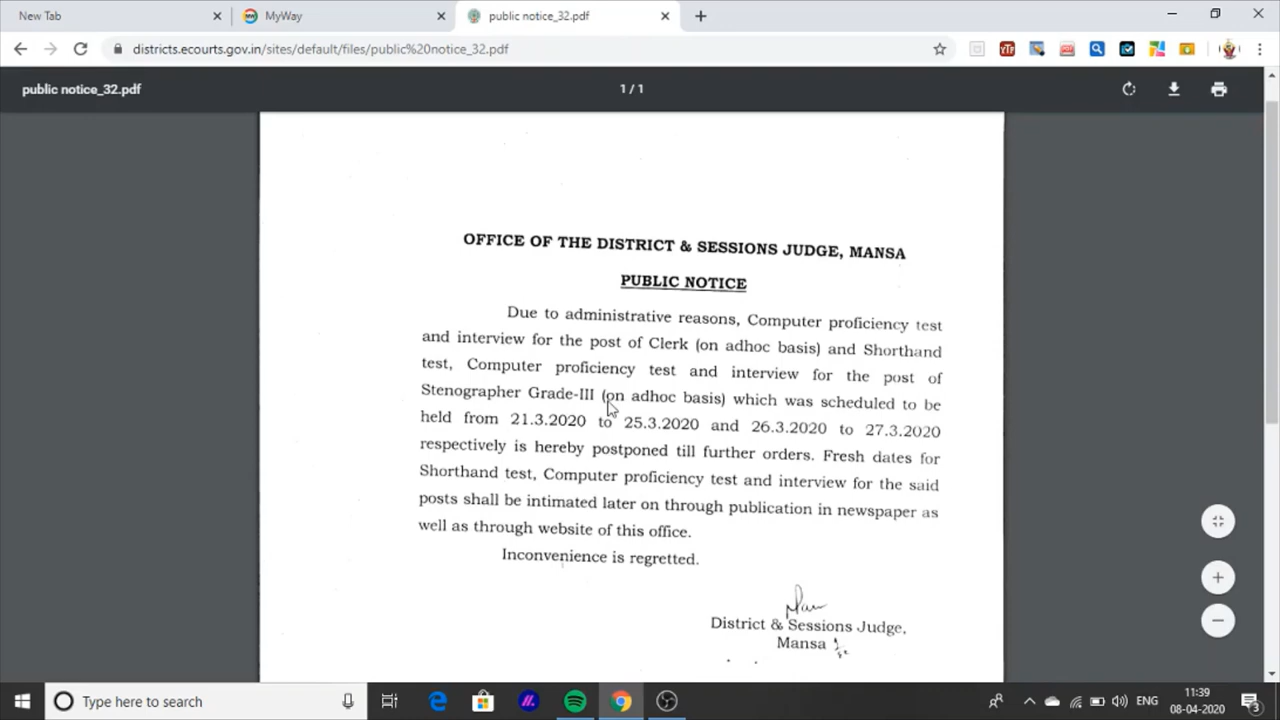 New Tab
MyWay
public notice_32.pdf
districts.ecourts.gov.in/sites/default/files/public%20notice_32.pdf
YTF
public notice_32.pdf
1 / 1
OFFICE OF THE DISTRICT & SESSIONS JUDGE, MANSA
PUBLIC NOTICE
Due to administrative reasons, Computer proficiency test
and interview for the post of Clerk (on adhoc basis) and Shorthand
test, Computer proficiency test and interview for the post of
Stenographer Grade-III (on adhoc basis) which was scheduled to be
held from 21.3.2020 to 25.3.2020 and 26.3.2020 to 27.3.2020
respectively is hereby postponed till further orders. Fresh dates for
Shorthand test, Computer proficiency test and interview for the said
posts shall be intimated later on through publication in newspaper as
well as through website of this office.
Inconvenience is regretted.
District & Sessions Judge,
Mansa
Type here to search
ENG
11:39
08-04-2020
3